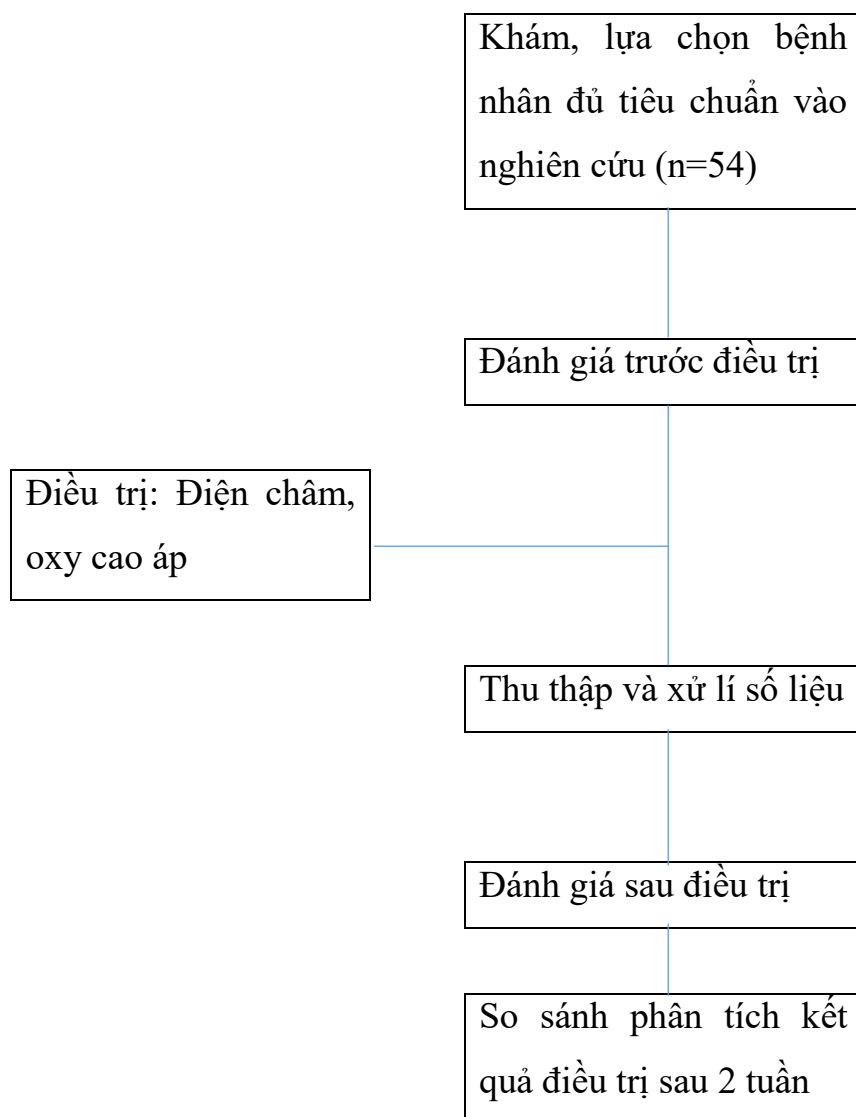 Khám, lựa chọn bệnh
nhân đủ tiêu chuẩn vào
nghiên cứu (n=54)
Đánh giá trước điều trị
Điều trị: Điện châm,
oxy cao áp
Thu thập và xử lí số liệu
Đánh giá sau điều trị
So sánh phân tích kết
quả điều trị sau 2 tuần